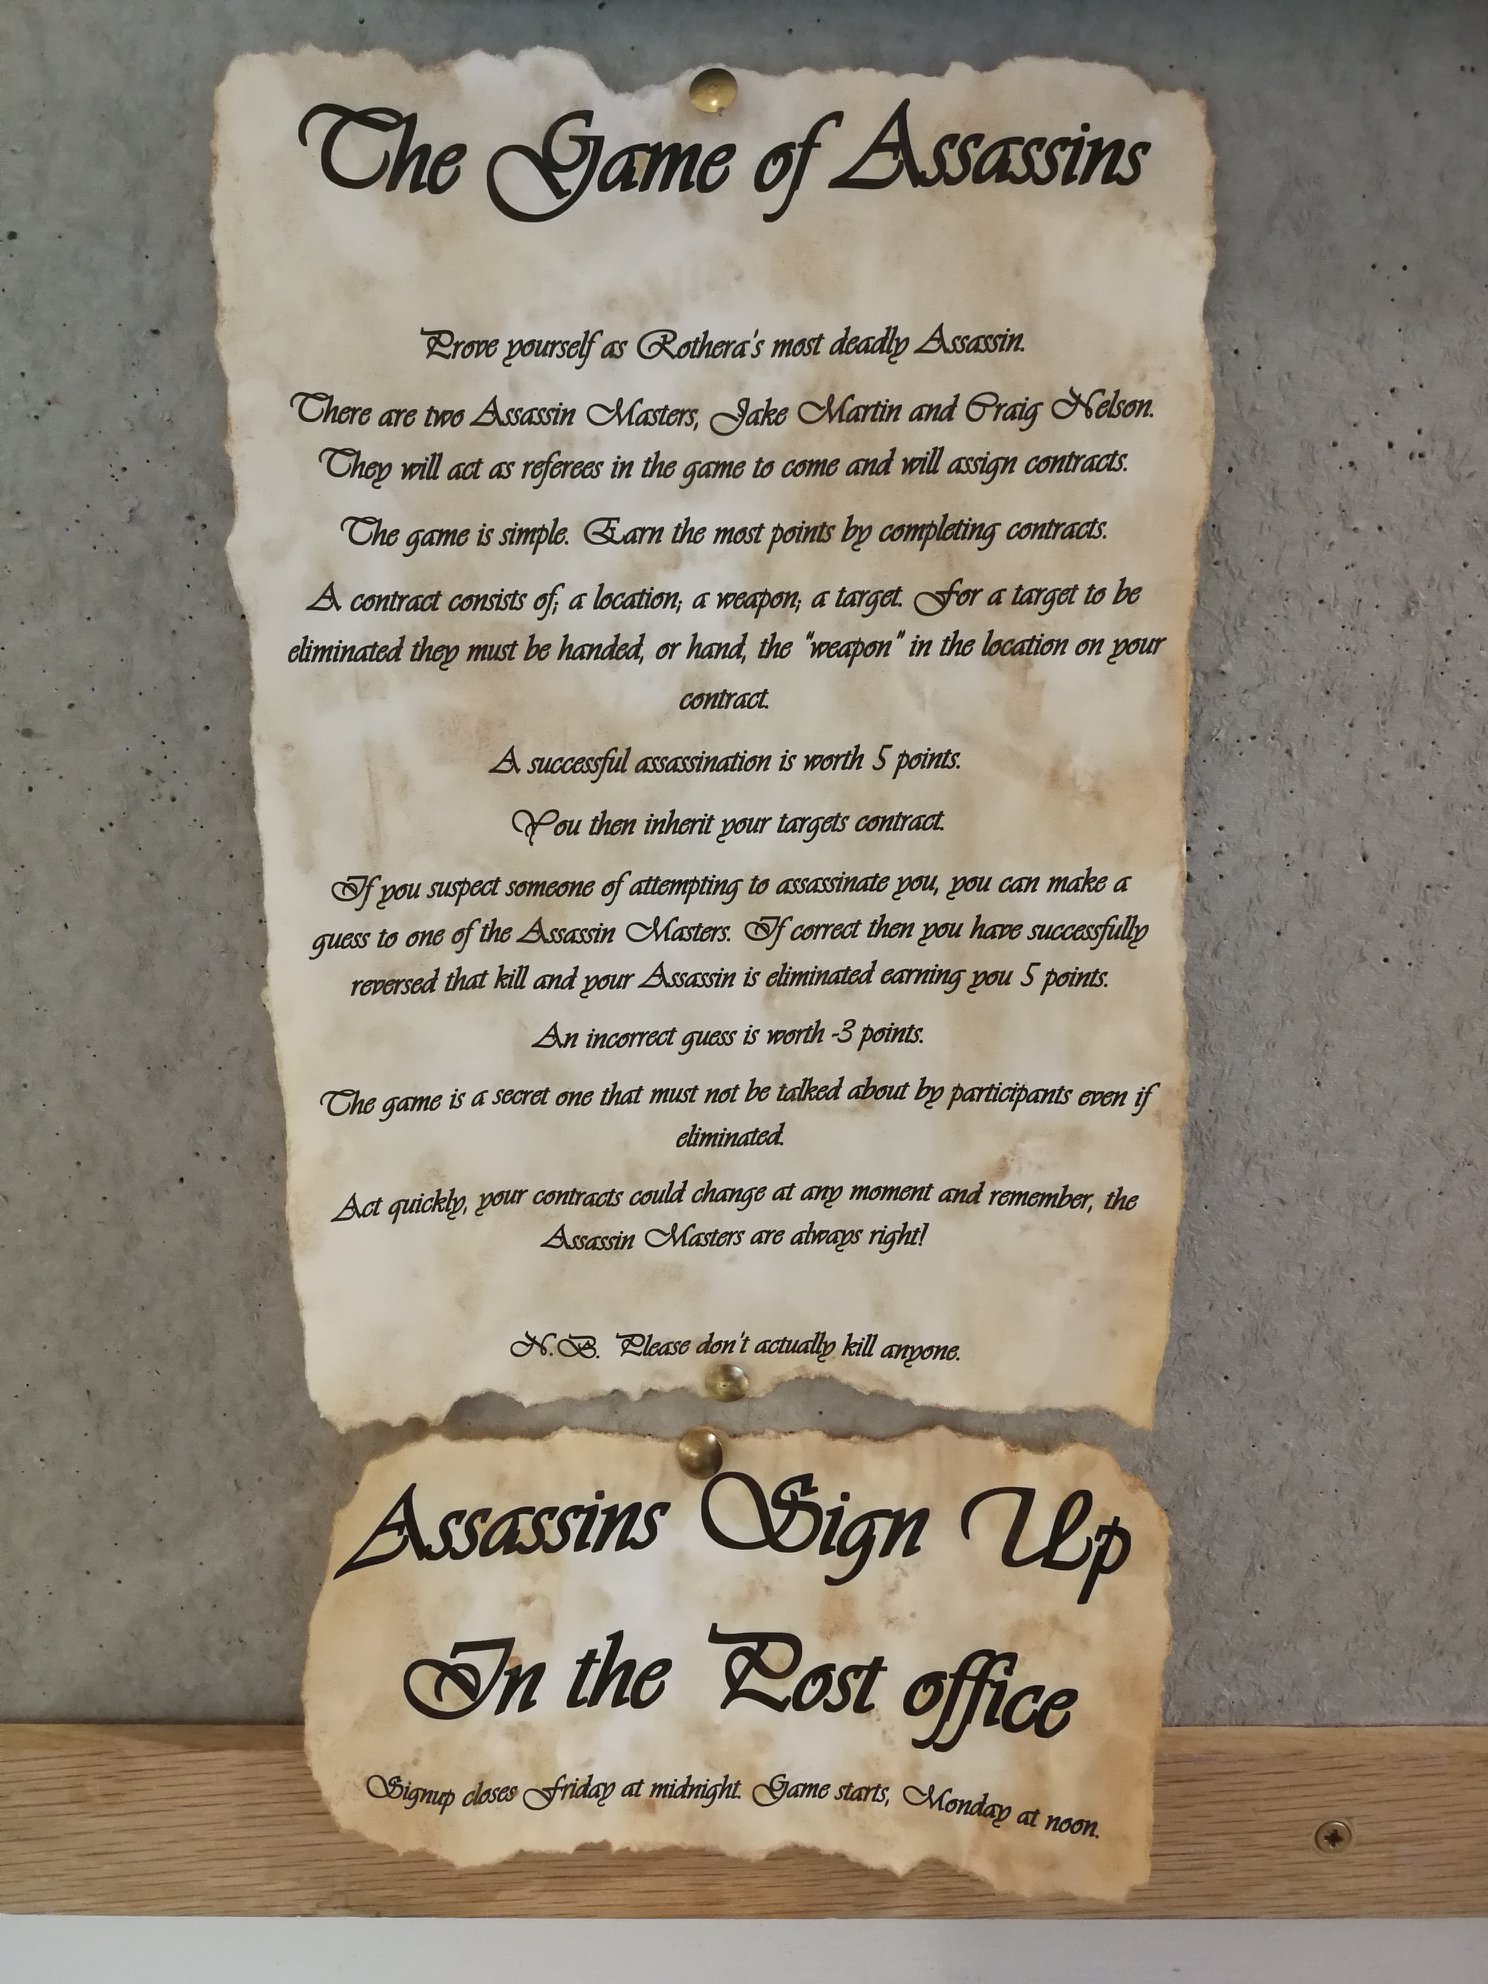 The Game of Assassins
Prove yourself as Rothera's most deadly Assassin.
There are two Assassin Masters, Jake Martin and Craig Nelson.
They will act as referees in the game to come and will assign contracts.
The game is simple. Earn the most points by completing contracts.
A contract consists of; a location; a weapon; a target. For a target to be
eliminated they must be handed, or hand, the "weapon" in the location on your
contract.
A successful assassination is worth 5 points.
You then inherit your targets contract.
If you suspect someone of attempting to assassinate you, you can make a
guess to one of the Assassin Masters. If correct then you have successfully
reversed that kill and your Assassin is eliminated earning you 5 points.
An incorrect guess is worth -3 points.
The game is a secret one that must not be talked about by participants even if
eliminated.
Act quickly, your contracts could change at any moment and remember, the
Assassin Masters are always right!
N.B. Please don't actually kill anyone.
Assassins Sign Up
In the Post office
Signup closes Friday at midnight. Game starts, Monday at noon.